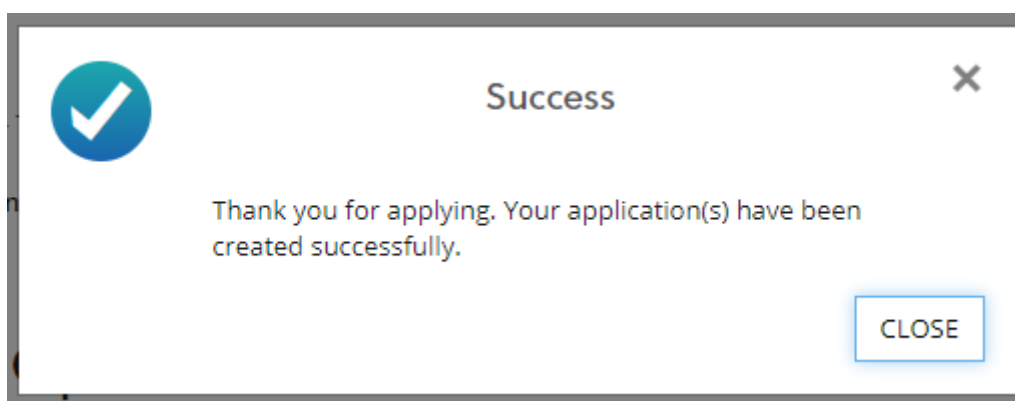 Success
Thank you for applying. Your application(s) have been
created successfully.
CLOSE